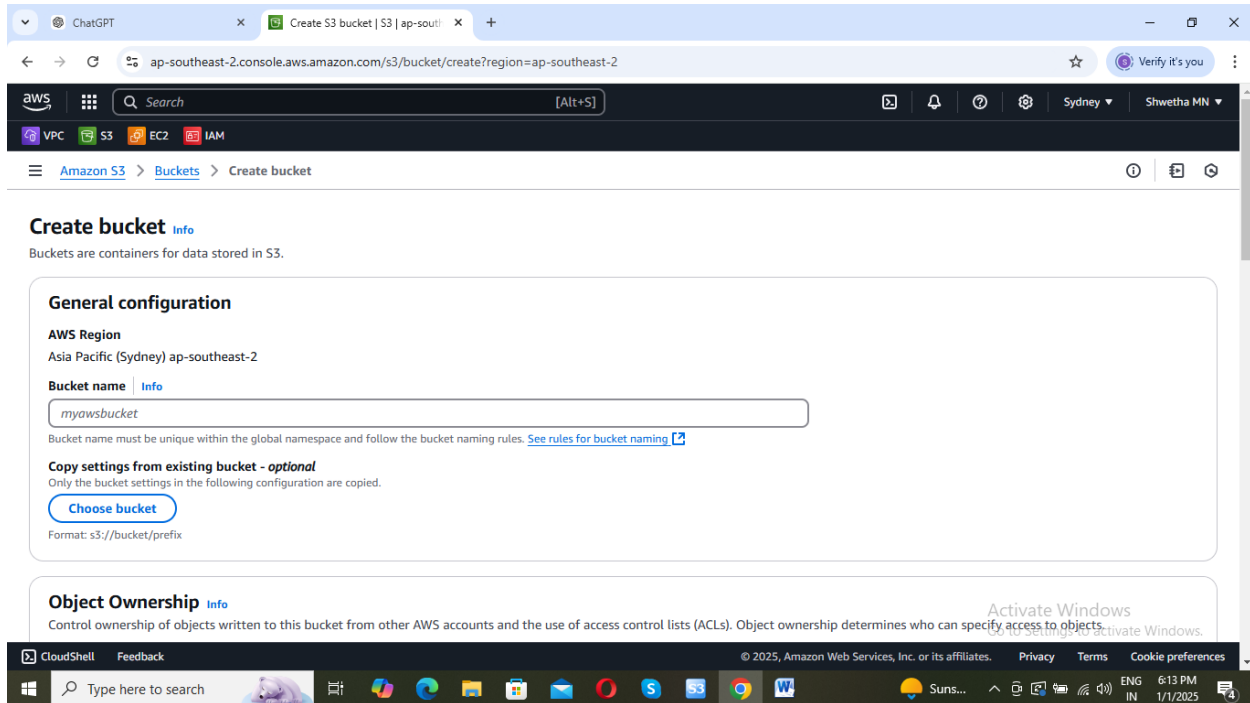 ChatGPT
Create S3 bucket | S3 | ap-south
ap-southeast-2.console.aws.amazon.com/s3/bucket/create?region=ap-southeast-2
Verify it's you
aws
Search
[Alt+S]
Sydney
Shwetha MN
VPC
S3
EC2
IAM
Amazon S3
Buckets
Create bucket
Create bucket Info
Buckets are containers for data stored in S3.
General configuration
AWS Region
Asia Pacific (Sydney) ap-southeast-2
Bucket name Info
myawsbucket
Bucket name must be unique within the global namespace and follow the bucket naming rules. See rules for bucket naming
Copy settings from existing bucket - optional
Only the bucket settings in the following configuration are copied.
Choose bucket
Format: s3://bucket/prefix
Object Ownership Info
Control ownership of objects written to this bucket from other AWS accounts and the use of access control lists (ACLs). Object ownership determines who can specify access to objects.
Activate Windows
Go to Settings to activate Windows.
CloudShell
Feedback
© 2025, Amazon Web Services, Inc. or its affiliates.
Privacy
Terms
Cookie preferences
Type here to search
S3
Suns...
ENG
IN
6:13 PM
1/1/2025
4